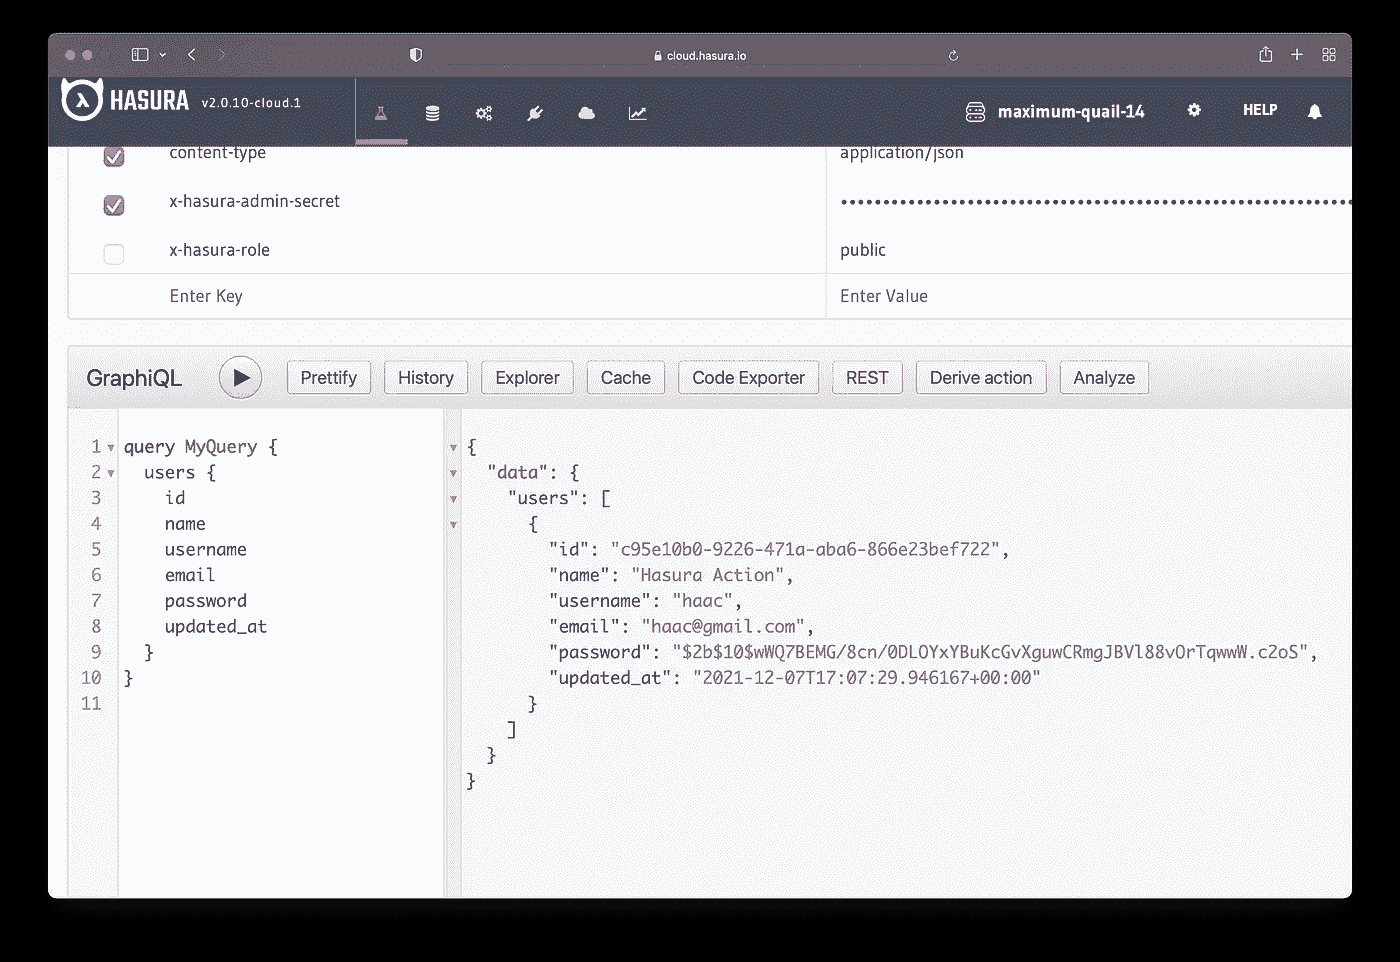 cloud.hasura.io
HASURA v2.0.10-cloud.1 maximum-quail-14 HELP
content-type application/json
x-hasura-admin-secret ••••••••••••••••••••••••••••••••••••••••••••••••••••••••••••••••
x-hasura-role public
Enter Key Enter Value
GraphiQL Prettify History Explorer Cache Code Exporter REST Derive action Analyze
1 query MyQuery {
2 users {
3 id
4 name
5 username
6 email
7 password
8 updated_at
9 }
10 }
11
{
"data": {
"users": [
{
"id": "c95e10b0-9226-471a-aba6-866e23bef722",
"name": "Hasura Action",
"username": "haac",
"email": "haac@gmail.com",
"password": "$2b$10$wWQ7BEMG/8cn/0DLOYxYBuKcGvXguwCRmgJBVl88vOrTqwwW.c2oS",
"updated_at": "2021-12-07T17:07:29.946167+00:00"
}
]
}
}